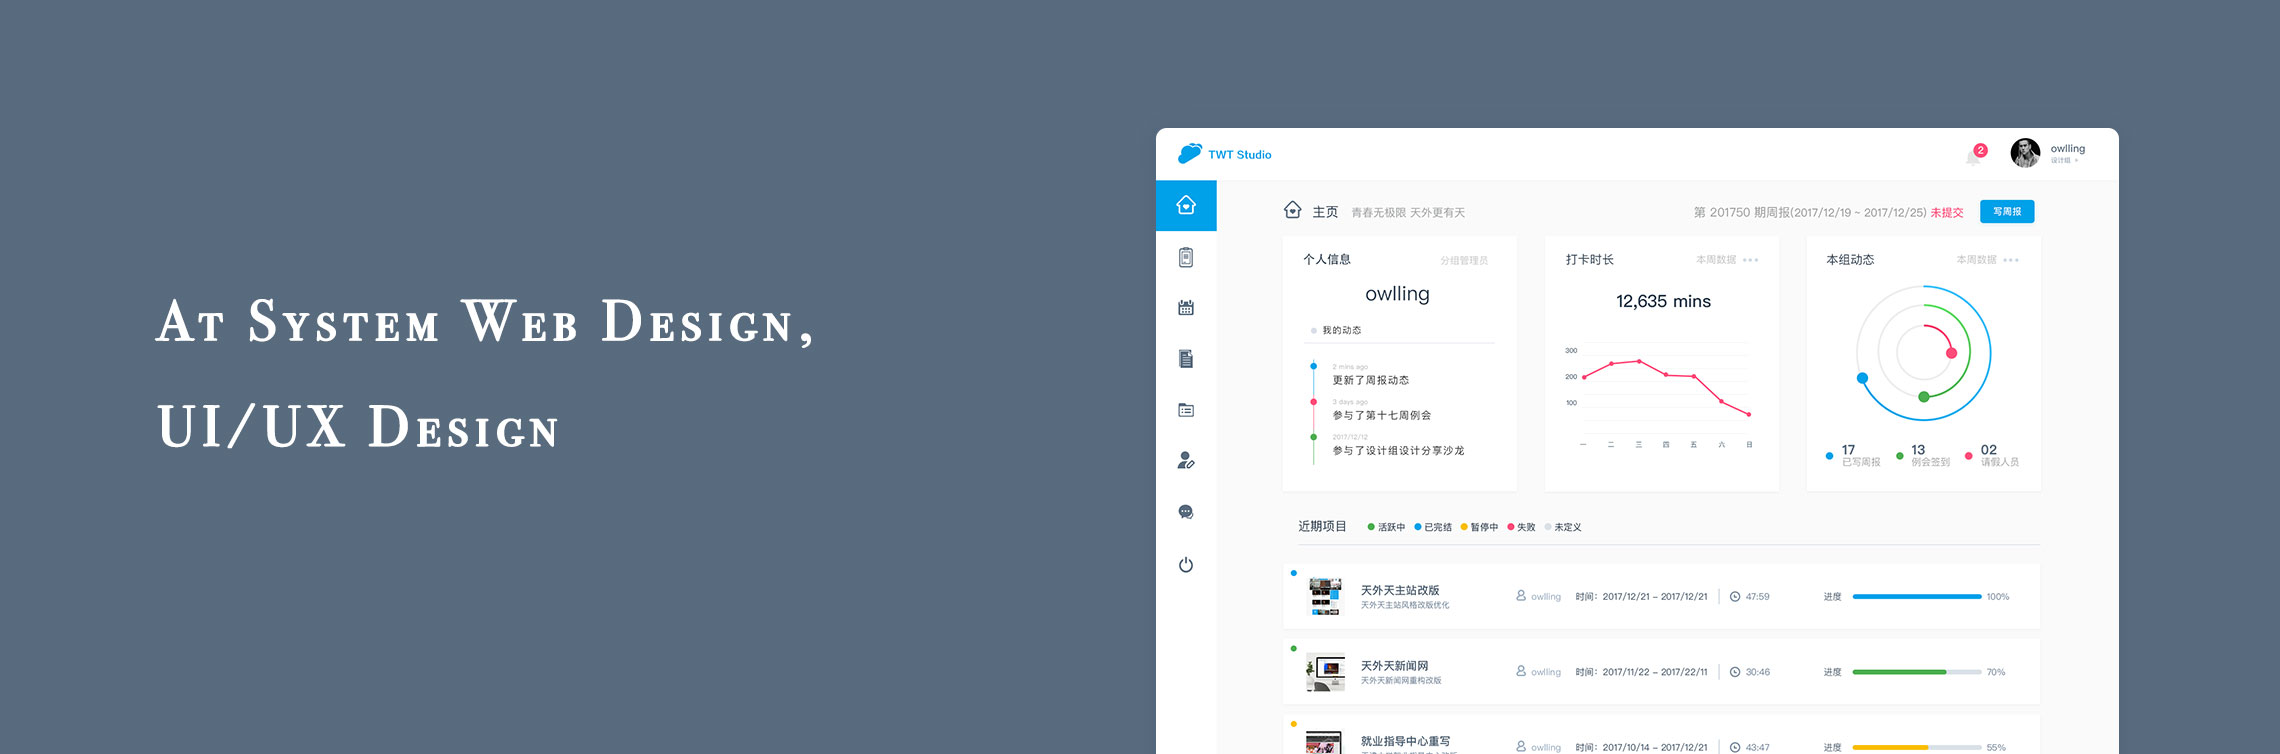 At System Web Design,
UI/UX Design
TWT Studio
2
owlling
设计组
主页 青春无极限 天外更有天
第 201750 期周报(2017/12/19 ~ 2017/12/25) 未提交
写周报
个人信息 分组管理员
owlling
我的动态
2 mins ago
更新了周报动态
3 days ago
参与了第十七周例会
2017/12/12
参与了设计组设计分享沙龙
打卡时长 本周数据
12,635 mins
300
200
100
一 二 三 四 五 六 日
本组动态 本周数据
17 13 02
已写周报 例会签到 请假人员
近期项目 活跃中 已完结 暂停中 失败 未定义
天外天主站改版
天外天主站风格改版优化
owlling 时间：2017/12/21 ~ 2017/12/21 47:59 进度 100%
天外天新闻网
天外天新闻网重构改版
owlling 时间：2017/11/22 ~ 2017/22/11 30:46 进度 70%
就业指导中心重写
owlling 时间：2017/10/14 ~ 2017/12/21 43:47 进度 55%